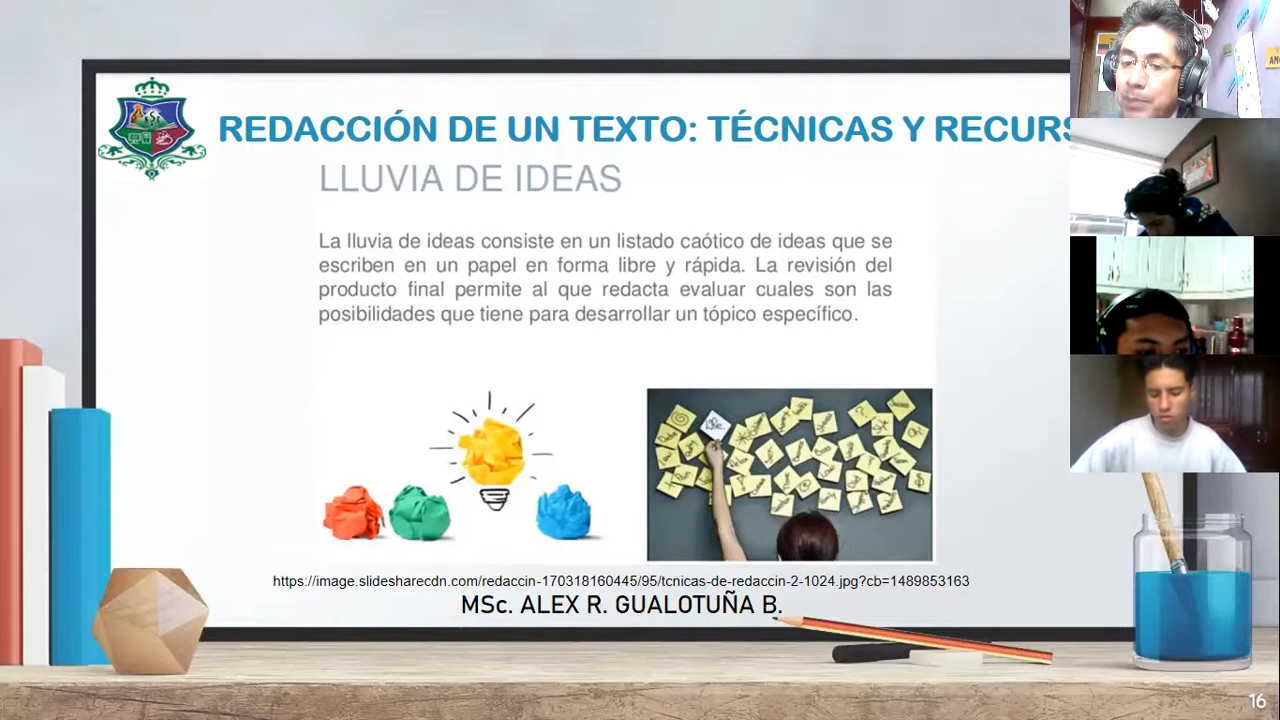 REDACCIÓN DE UN TEXTO: TÉCNICAS Y RECURS
LLUVIA DE IDEAS
La lluvia de ideas consiste en un listado caótico de ideas que se
escriben en un papel en forma libre y rápida. La revisión del
producto final permite al que redacta evaluar cuales son las
posibilidades que tiene para desarrollar un tópico específico.
https://image.slidesharecdn.com/redaccin-170318160445/95/tcnicas-de-redaccin-2-1024.jpg?cb=1489853163
MSc. ALEX R. GUALOTUÑA B.
16